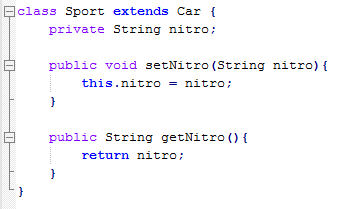 class Sport extends Car {
    private String nitro;

    public void setNitro(String nitro){
        this.nitro = nitro;
    }

    public String getNitro(){
        return nitro;
    }
}